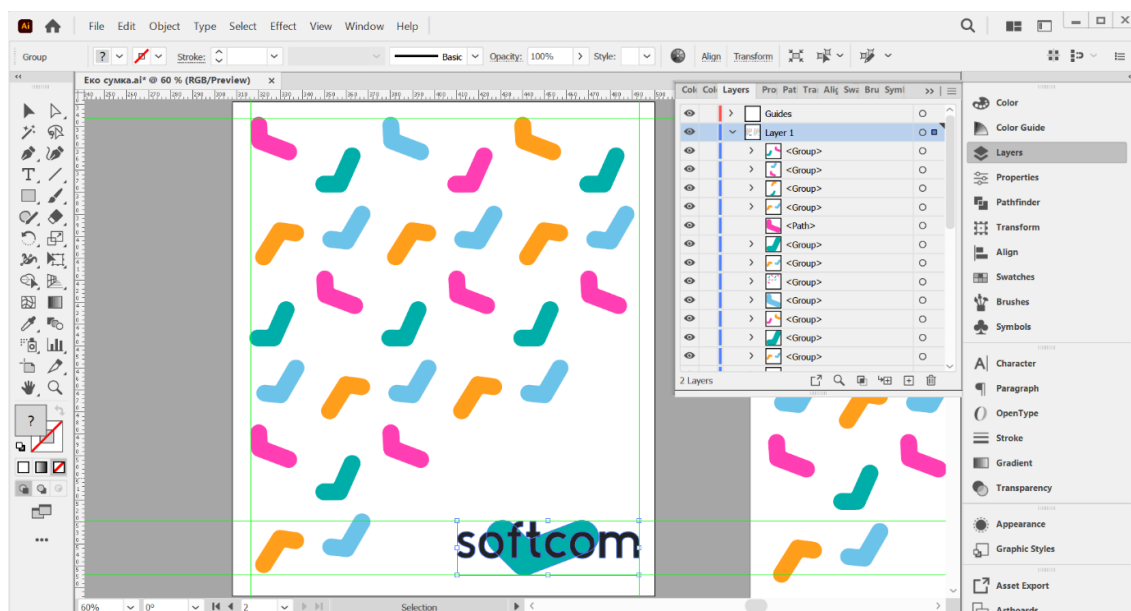 Ai File Edit Object Type Select Effect View Window Help
Group ? Stroke: Basic Opacity: 100% Style: Align Transform
Еко сумка.ai* @ 60 % (RGB/Preview) ×
Layers
Guides
Layer 1
<Group>
<Group>
<Group>
<Group>
<Path>
<Group>
<Group>
<Group>
<Group>
<Group>
<Group>
<Group>
2 Layers
Color
Color Guide
Layers
Properties
Pathfinder
Transform
Align
Swatches
Brushes
Symbols
Character
Paragraph
OpenType
Stroke
Gradient
Transparency
Appearance
Graphic Styles
Asset Export
Artboards
?
softcom
60% 0° 2 Selection